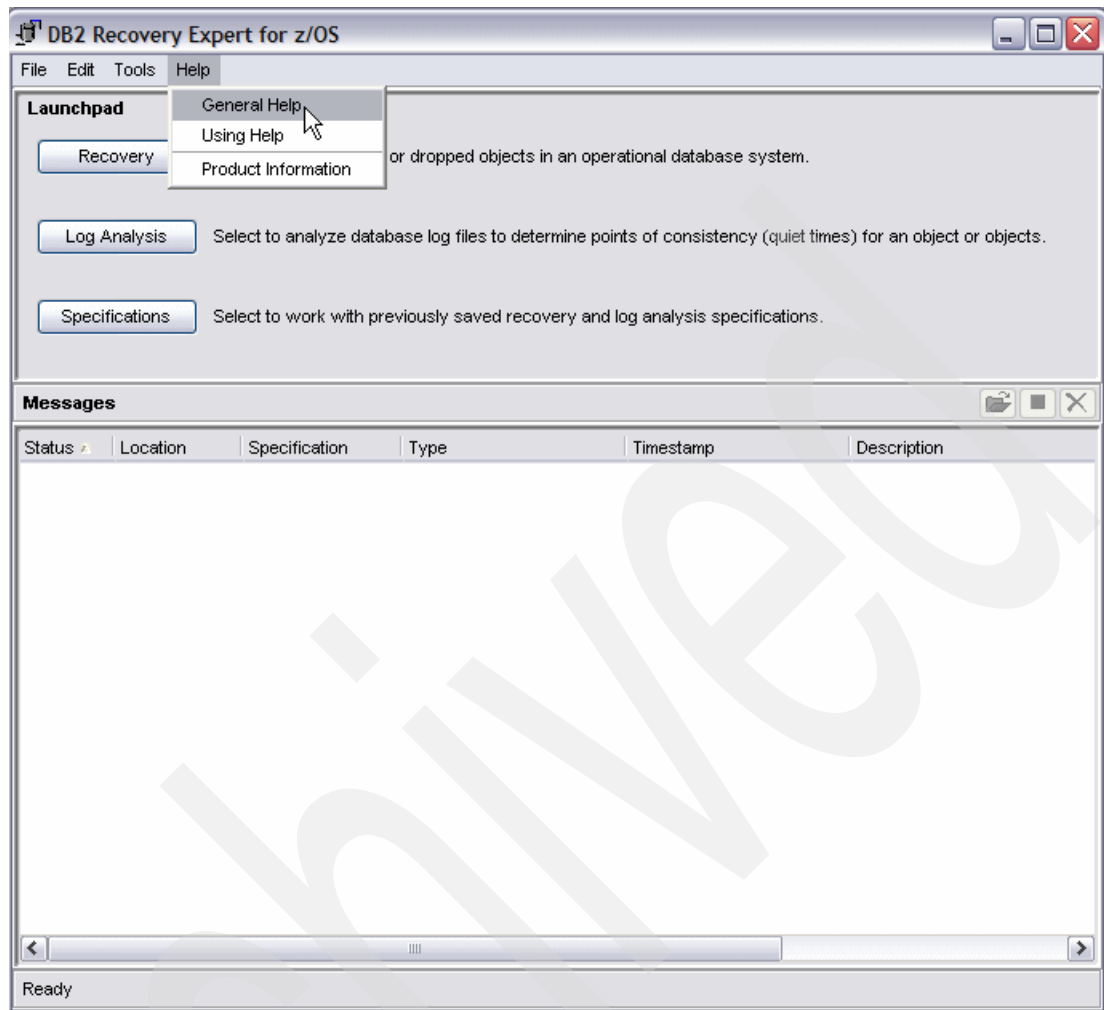 DB2 Recovery Expert for z/OS
File Edit Tools Help
Launchpad
General Help
Using Help
Product Information
Recovery
or dropped objects in an operational database system.
Log Analysis
Select to analyze database log files to determine points of consistency (quiet times) for an object or objects.
Specifications
Select to work with previously saved recovery and log analysis specifications.
Messages
Status Location Specification Type Timestamp Description
hived
Ready